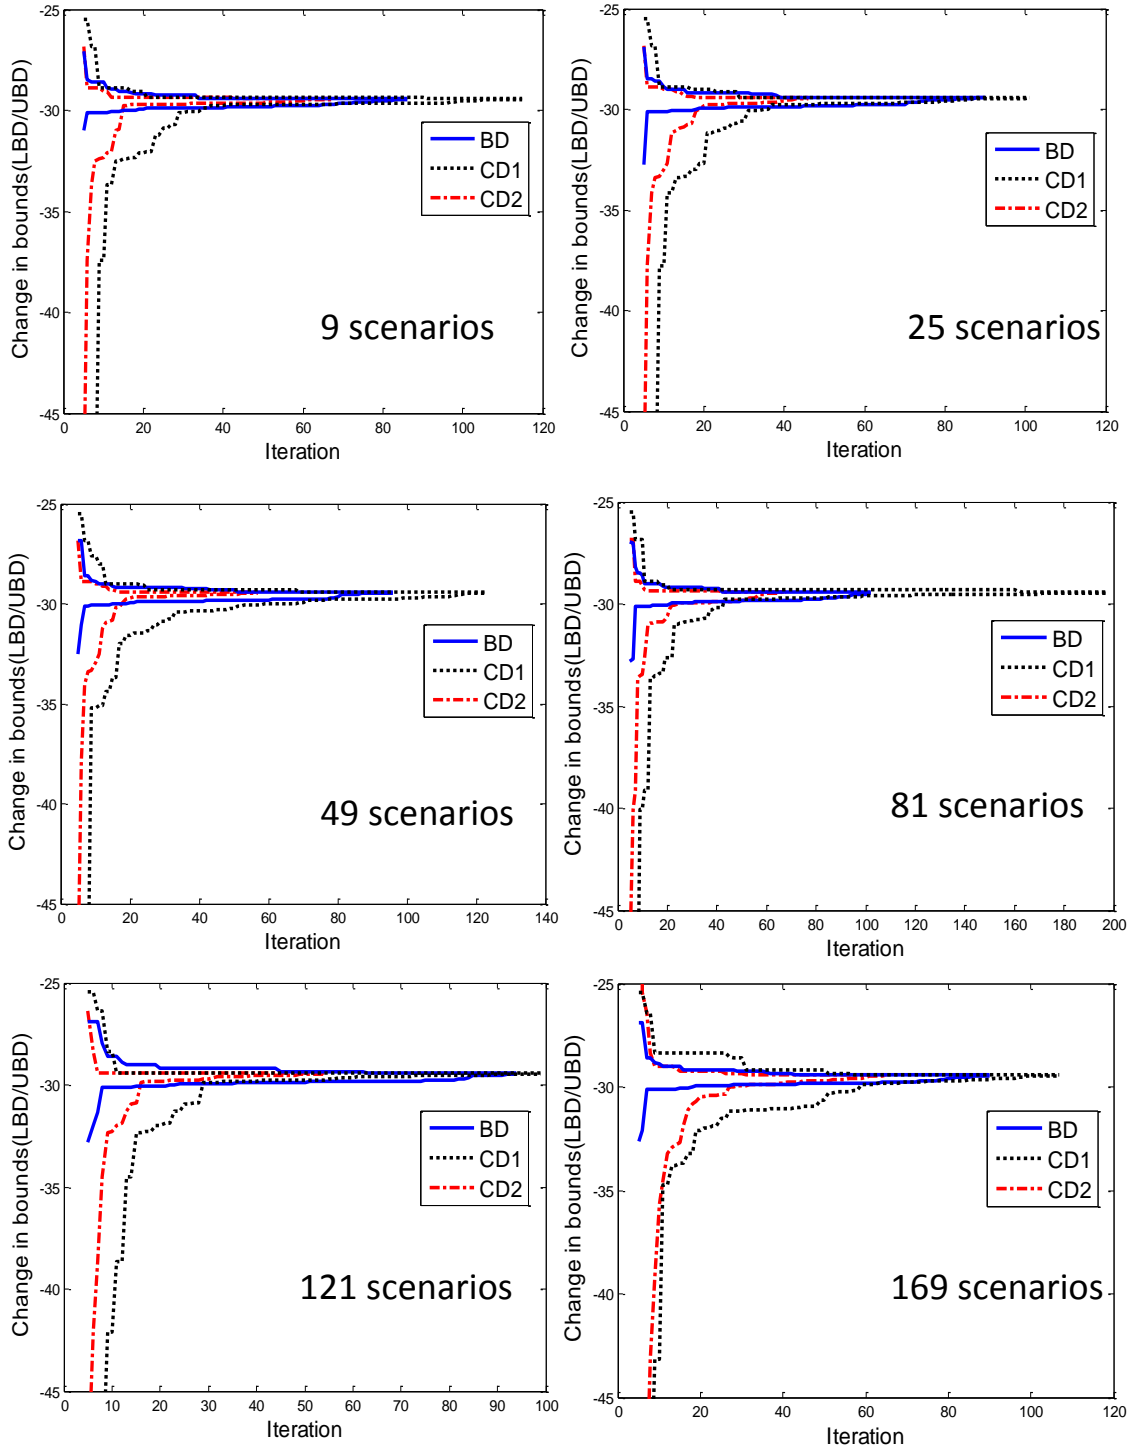 Change in bounds(LBD/UBD)
-25
-30
-35
-40
-45
BD
CD1
CD2
9 scenarios
0 20 40 60 80 100 120
Iteration
Change in bounds(LBD/UBD)
-25
-30
-35
-40
-45
BD
CD1
CD2
25 scenarios
0 20 40 60 80 100 120
Iteration
Change in bounds(LBD/UBD)
-25
-30
-35
-40
-45
BD
CD1
CD2
49 scenarios
0 20 40 60 80 100 120 140
Iteration
Change in bounds(LBD/UBD)
-25
-30
-35
-40
-45
BD
CD1
CD2
81 scenarios
0 20 40 60 80 100 120 140 160 180 200
Iteration
Change in bounds(LBD/UBD)
-25
-30
-35
-40
-45
BD
CD1
CD2
121 scenarios
0 10 20 30 40 50 60 70 80 90 100
Iteration
Change in bounds(LBD/UBD)
-25
-30
-35
-40
-45
BD
CD1
CD2
169 scenarios
0 20 40 60 80 100 120
Iteration